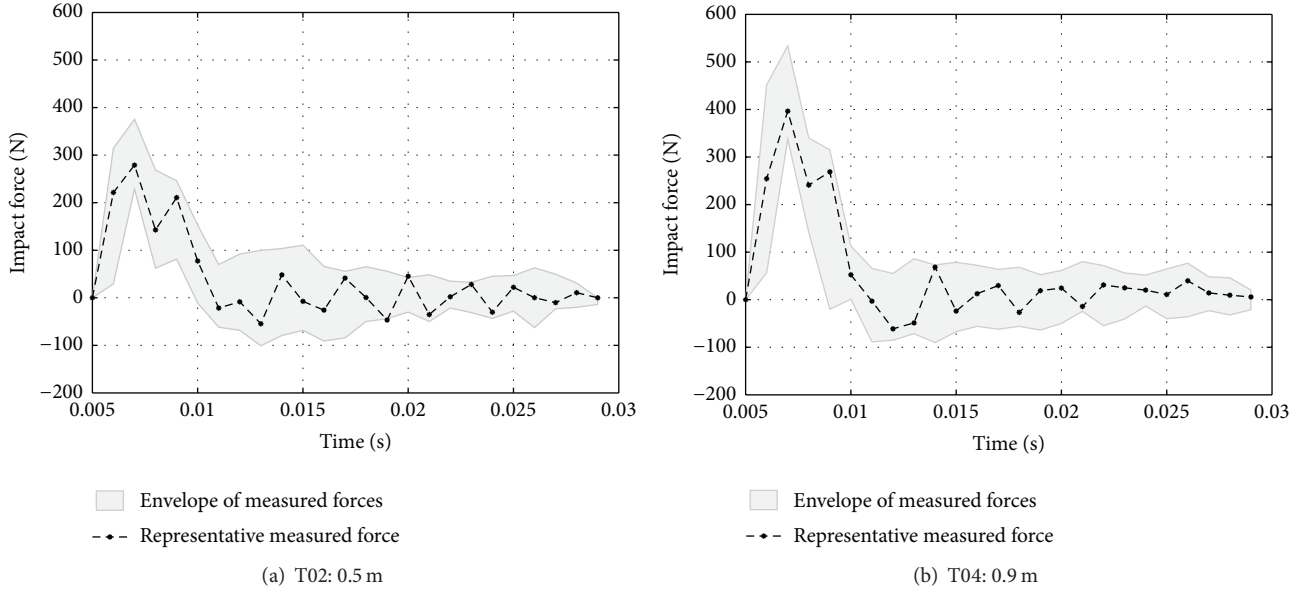 600
500
400
300
200
100
0
−100
−200
Impact force (N)
0.005 0.01 0.015 0.02 0.025 0.03
Time (s)
Envelope of measured forces
Representative measured force
(a) T02: 0.5 m
600
500
400
300
200
100
0
−100
−200
Impact force (N)
0.005 0.01 0.015 0.02 0.025 0.03
Time (s)
Envelope of measured forces
Representative measured force
(b) T04: 0.9 m